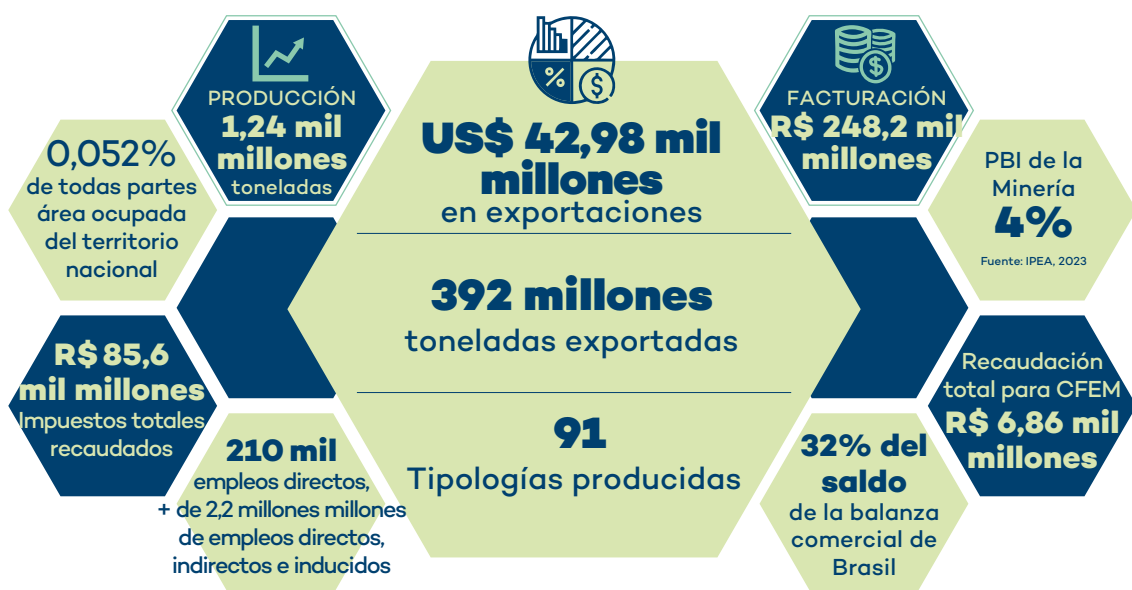 PRODUCCIÓN
1,24 mil
millones
toneladas
0,052%
de todas partes
área ocupada
del territorio
nacional
R$ 85,6
mil millones
Impuestos totales
recaudados
210 mil
empleos directos,
+ de 2,2 millones millones
de empleos directos,
indirectos e inducidos
%
$
US$ 42,98 mil
millones
en exportaciones
392 millones
toneladas exportadas
91
Tipologías producidas
$
FACTURACIÓN
R$ 248,2 mil
millones
PBI de la
Minería
4%
Fuente: IPEA, 2023
Recaudación
total para CFEM
R$ 6,86 mil
millones
32% del
saldo
de la balanza
comercial de
Brasil